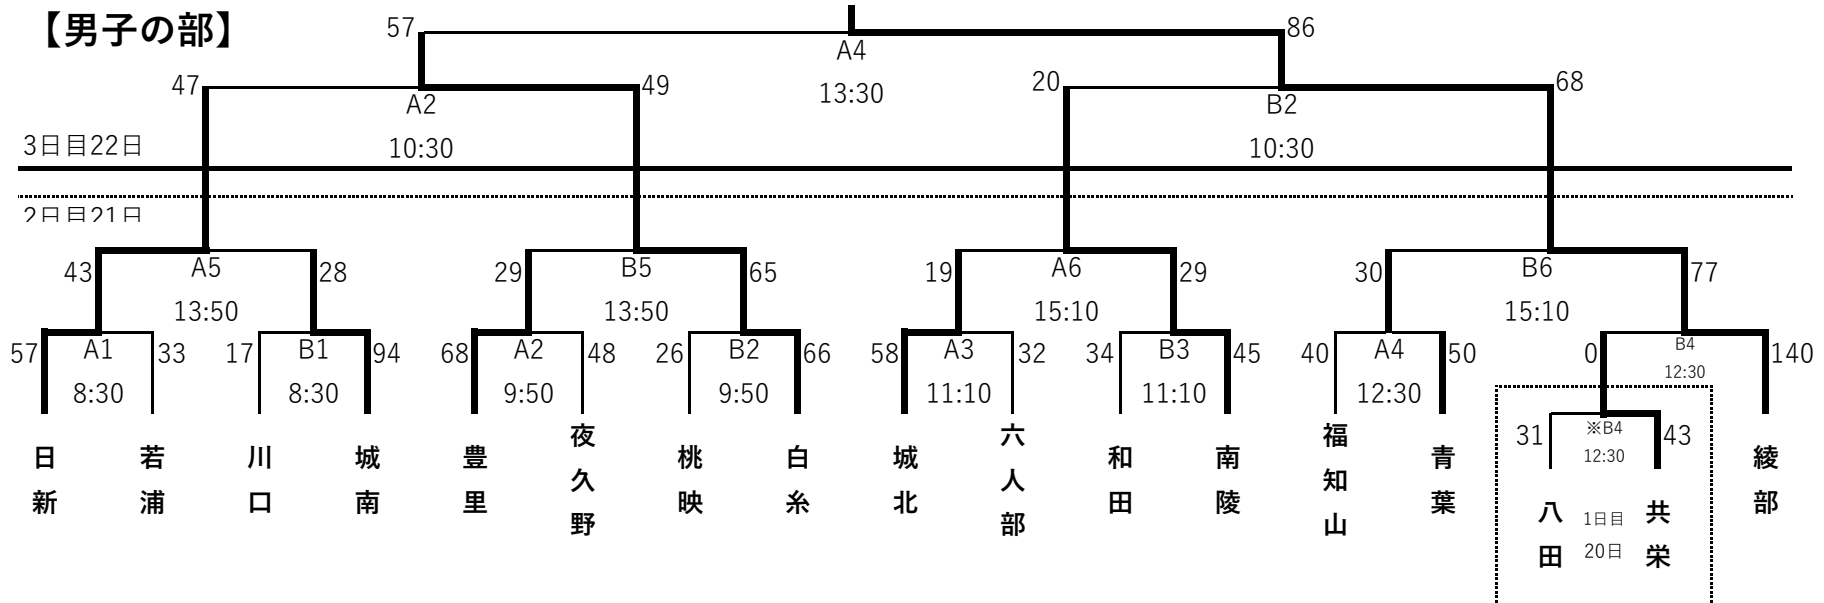 【男子の部】
57 86
A4
13:30
47 49 20 68
A2 B2
10:30 10:30
3日目22日
2日目21日
43 A5 28 29 B5 65 19 A6 29 30 B6 77
13:50 13:50 15:10 15:10
57 A1 33 17 B1 94 68 A2 48 26 B2 66 58 A3 32 34 B3 45 40 A4 50 0 B4 140
8:30 8:30 9:50 9:50 11:10 11:10 12:30 12:30
31 ※B4 43
12:30
日新
若浦
川口
城南
豊里
夜久野
桃映
白糸
城北
六人部
和田
南陵
福知山
青葉
八田
1日目
20日
共栄
綾部